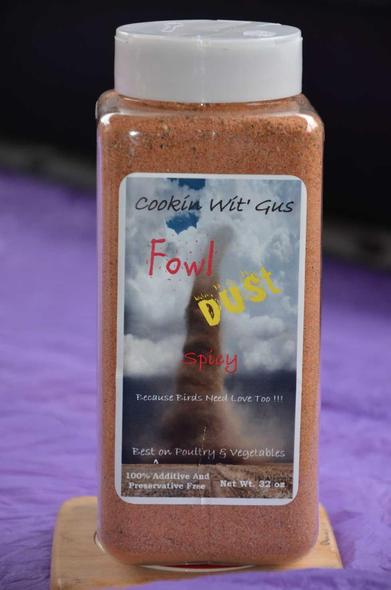 Cookin Wit' Gus
Fowl
DUST
Spicy
Because Birds Need Love Too !!!
Best on Poultry & Vegetables
100% Additive And
Preservative Free
Net Wt. 32 oz